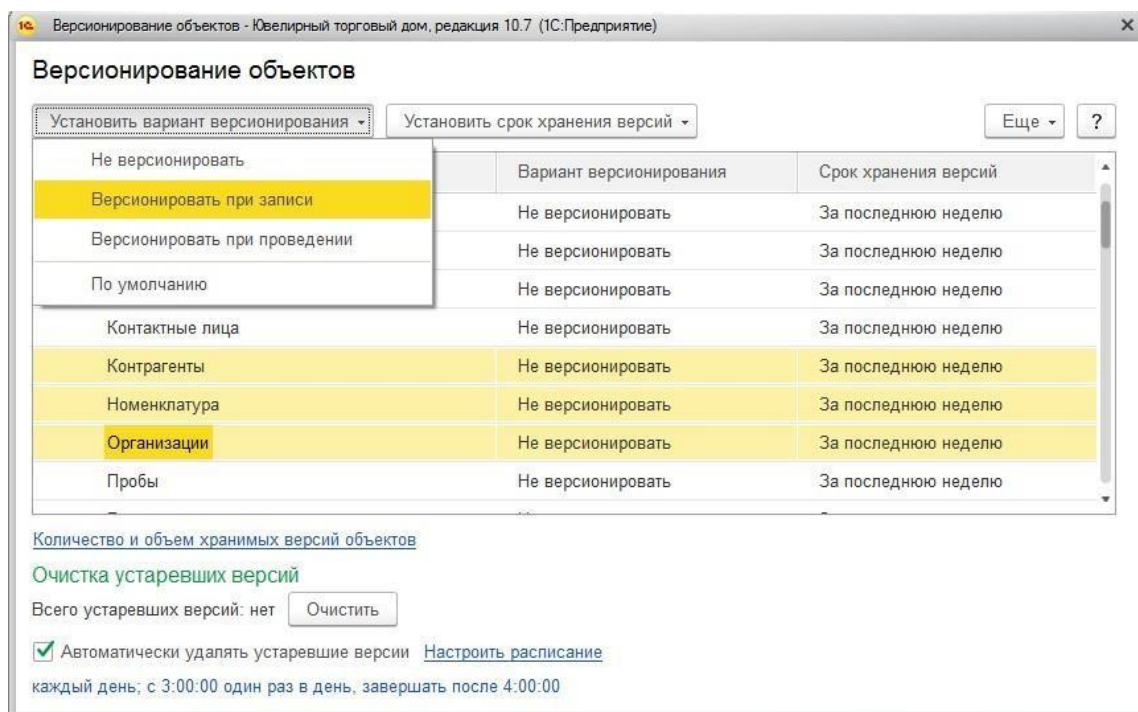 1С Версионирование объектов - Ювелирный торговый дом, редакция 10.7 (1С:Предприятие)
Версионирование объектов
Установить вариант версионирования Установить срок хранения версий Еще ?
Не версионировать
Версионировать при записи
Версионировать при проведении
По умолчанию
Вариант версионирования Срок хранения версий
Не версионировать За последнюю неделю
Не версионировать За последнюю неделю
Не версионировать За последнюю неделю
Контактные лица Не версионировать За последнюю неделю
Контрагенты Не версионировать За последнюю неделю
Номенклатура Не версионировать За последнюю неделю
Организации Не версионировать За последнюю неделю
Пробы Не версионировать За последнюю неделю
Количество и объем хранимых версий объектов
Очистка устаревших версий
Всего устаревших версий: нет Очистить
Автоматически удалять устаревшие версии Настроить расписание
каждый день; с 3:00:00 один раз в день, завершать после 4:00:00